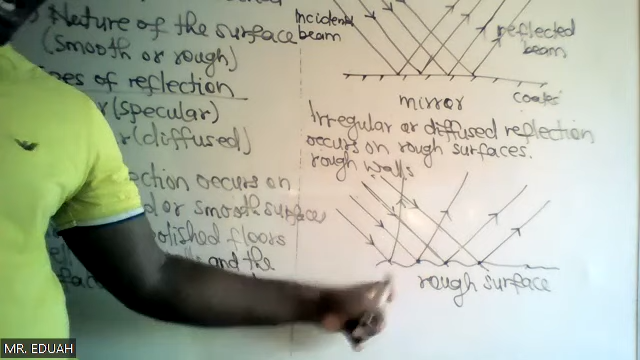 Nature of the surface
(smooth or rough)
es of reflection
r (specular)
r (diffused)
ection occurs on
d or smooth surfaces
olished floors
and the
Incident
beam
reflected
beam
mirror
Irregular or diffused reflection
occurs on rough surfaces.
rough walls
rough surface
MR. EDUAH